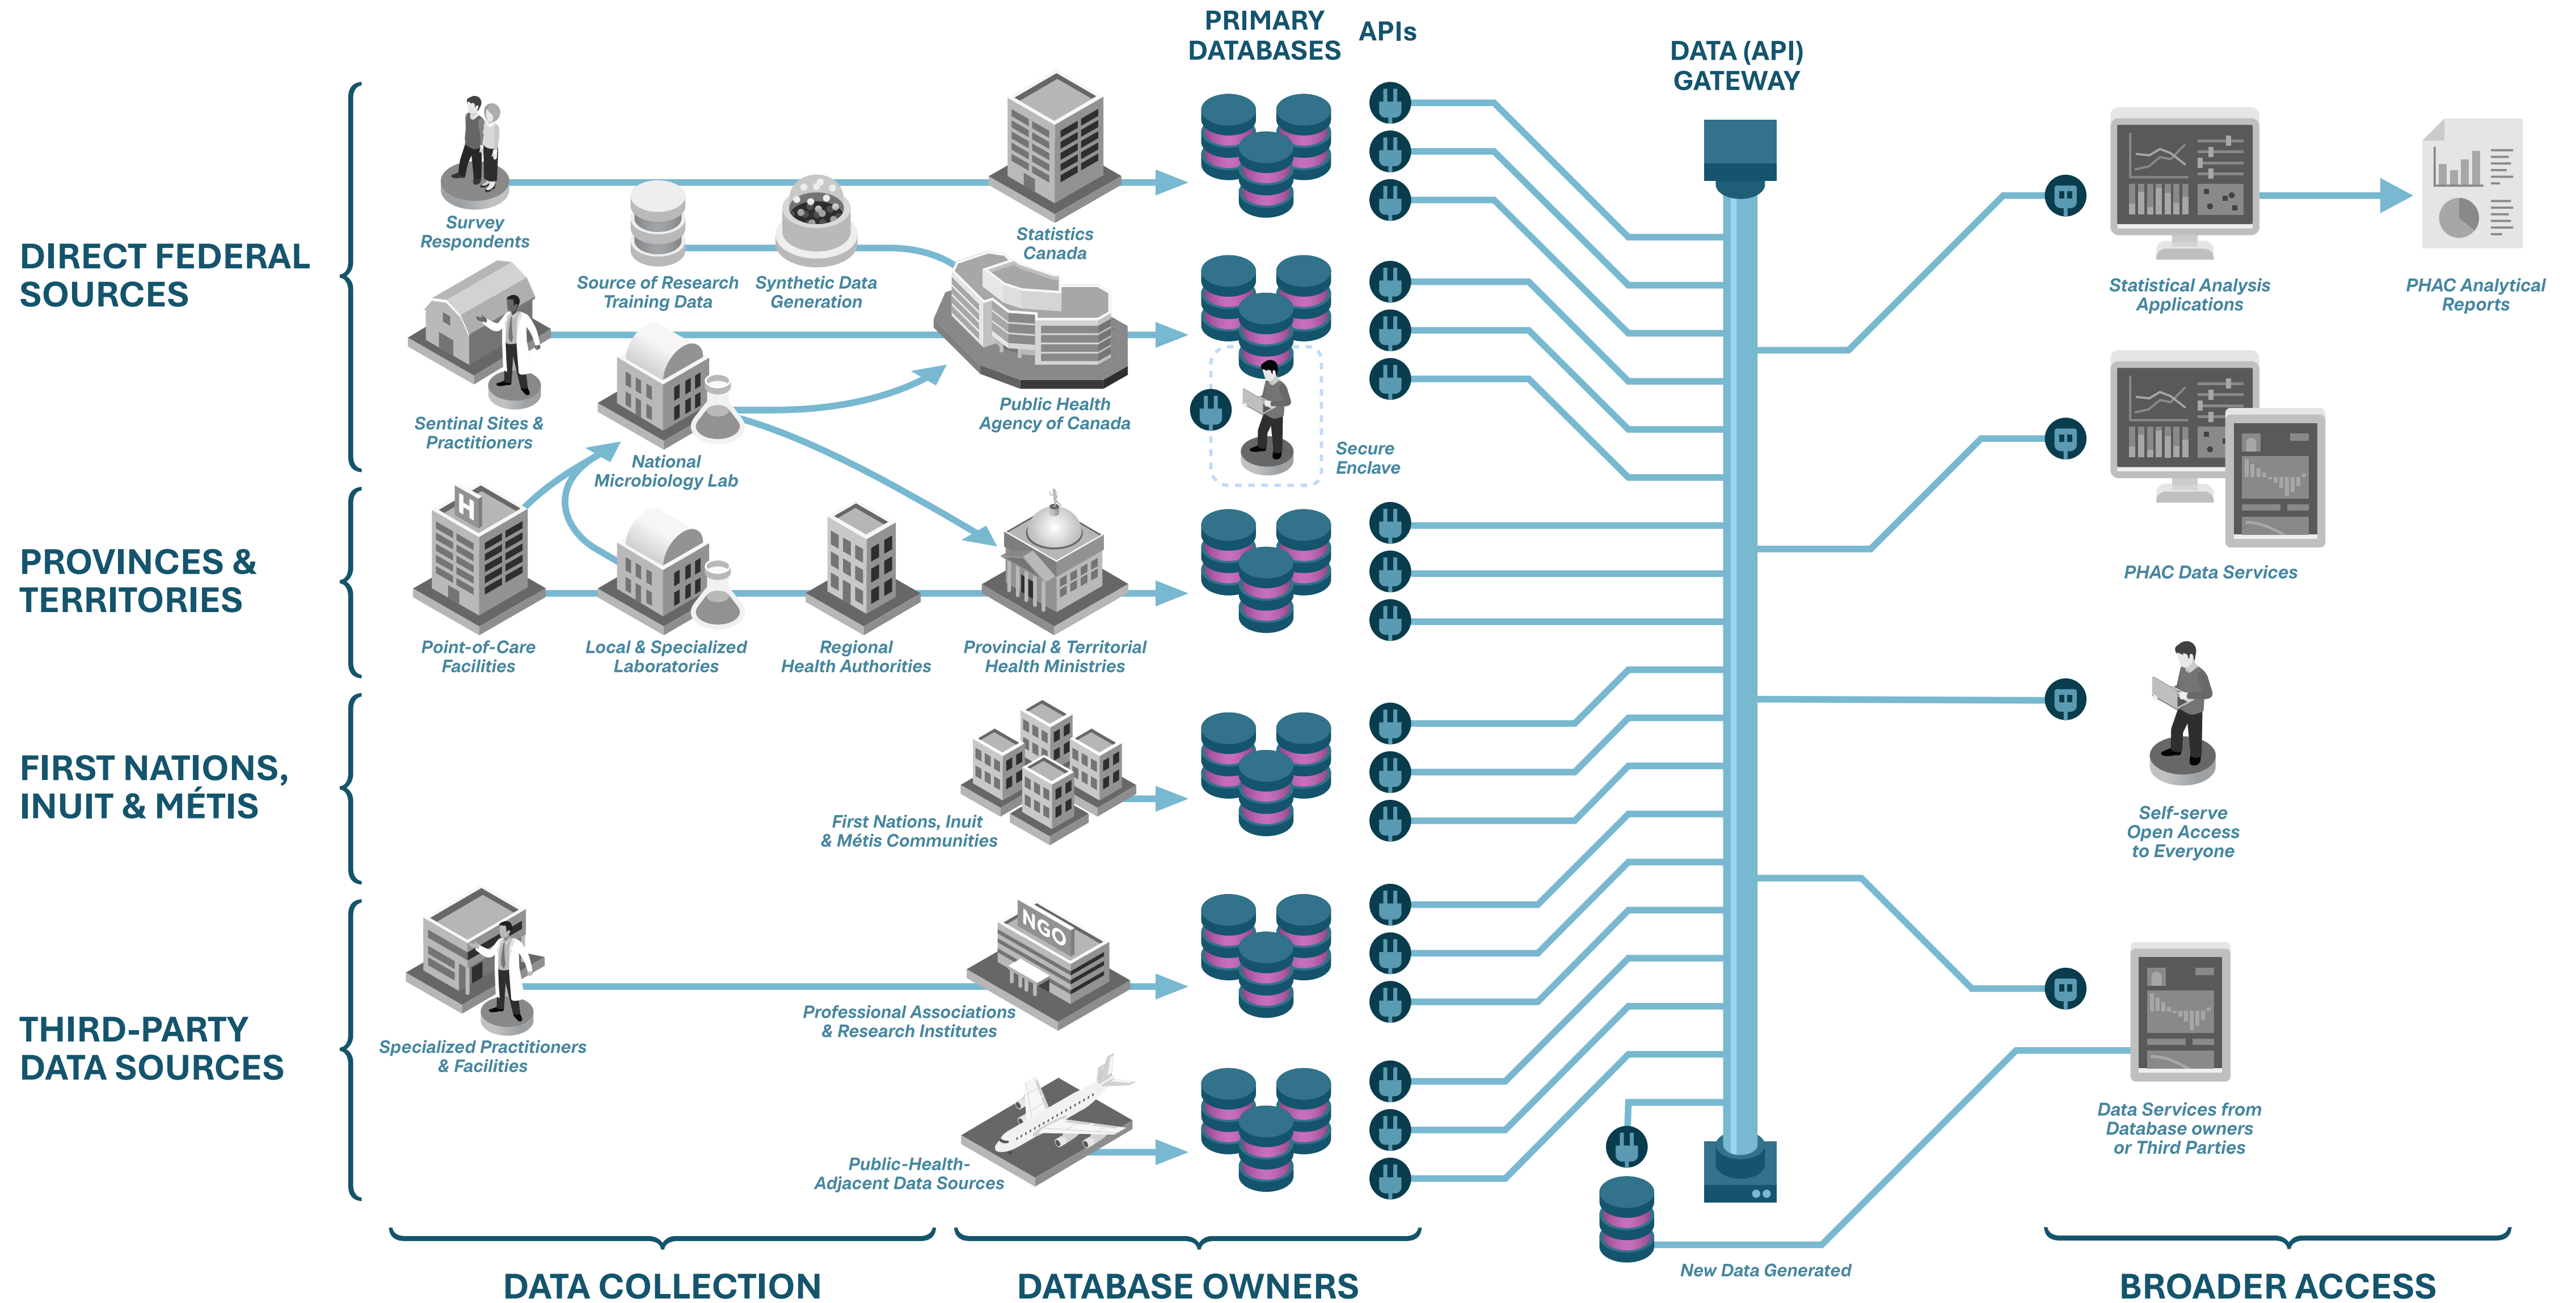 PRIMARY
DATABASES
APIs
DATA (API)
GATEWAY
DIRECT FEDERAL
SOURCES
Survey
Respondents
Source of Research
Training Data
Synthetic Data
Generation
Statistics
Canada
Sentinal Sites &
Practitioners
National
Microbiology Lab
Public Health
Agency of Canada
Secure
Enclave
Statistical Analysis
Applications
PHAC Analytical
Reports
PHAC Data Services
PROVINCES &
TERRITORIES
H
Point-of-Care
Facilities
Local & Specialized
Laboratories
Regional
Health Authorities
Provincial & Territorial
Health Ministries
FIRST NATIONS,
INUIT & MÉTIS
First Nations, Inuit
& Métis Communities
Self-serve
Open Access
to Everyone
THIRD-PARTY
DATA SOURCES
Specialized Practitioners
& Facilities
NGO
Professional Associations
& Research Institutes
Public-Health-
Adjacent Data Sources
Data Services from
Database owners
or Third Parties
New Data Generated
DATA COLLECTION
DATABASE OWNERS
BROADER ACCESS